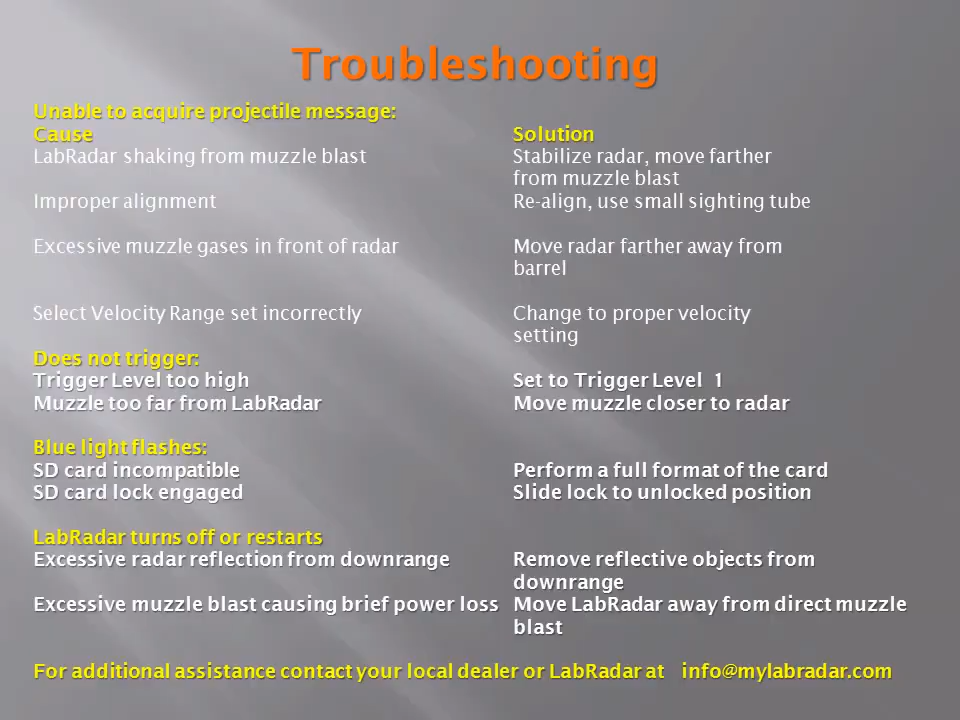 Troubleshooting
Unable to acquire projectile message:
Cause Solution
LabRadar shaking from muzzle blast Stabilize radar, move farther
from muzzle blast
Improper alignment Re-align, use small sighting tube
Excessive muzzle gases in front of radar Move radar farther away from
barrel
Select Velocity Range set incorrectly Change to proper velocity
setting
Does not trigger:
Trigger Level too high Set to Trigger Level 1
Muzzle too far from LabRadar Move muzzle closer to radar
Blue light flashes:
SD card incompatible Perform a full format of the card
SD card lock engaged Slide lock to unlocked position
LabRadar turns off or restarts
Excessive radar reflection from downrange Remove reflective objects from
downrange
Excessive muzzle blast causing brief power loss Move LabRadar away from direct muzzle
blast
For additional assistance contact your local dealer or LabRadar at info@mylabradar.com